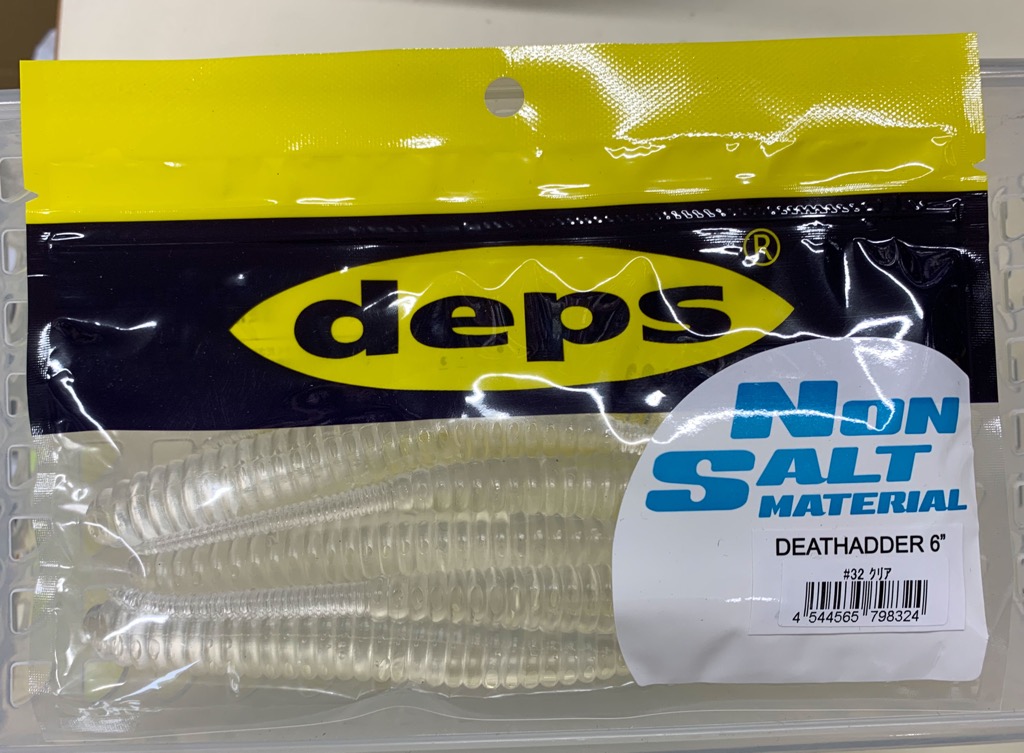 deps®
NON
SALT
MATERIAL
DEATHADDER 6”
#32 クリア
4 544565 798324